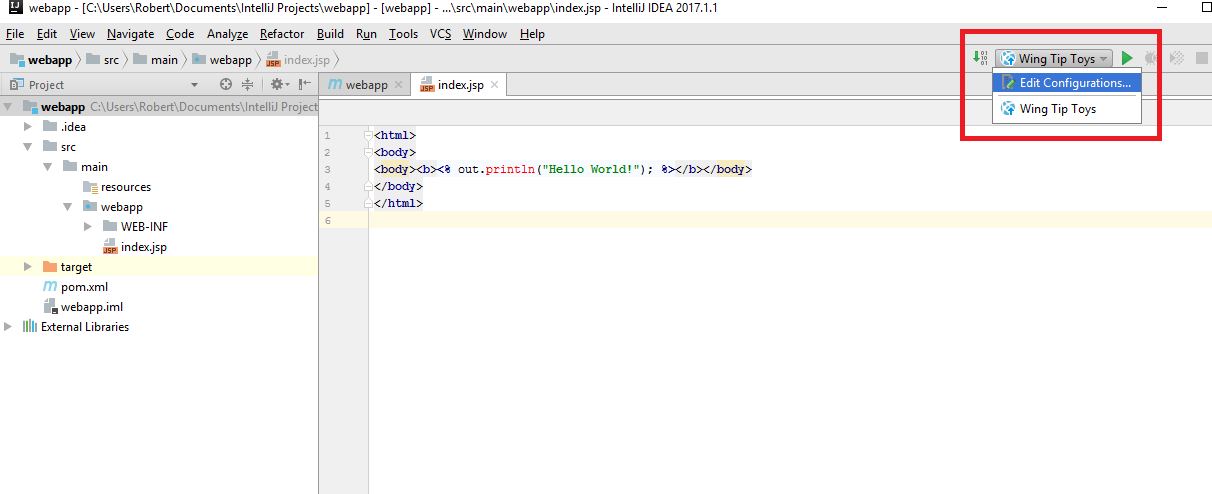 webapp - [C:\Users\Robert\Documents\IntelliJ Projects\webapp] - [webapp] - ...\src\main\webapp\index.jsp - IntelliJ IDEA 2017.1.1
File Edit View Navigate Code Analyze Refactor Build Run Tools VCS Window Help
webapp src main webapp index.jsp
Wing Tip Toys
Edit Configurations...
Wing Tip Toys
Project
webapp C:\Users\Robert\Documents\IntelliJ Project
.idea
src
main
resources
webapp
WEB-INF
index.jsp
target
pom.xml
webapp.iml
External Libraries
webapp index.jsp
1 <html>
2 <body>
3 <body><b><% out.println("Hello World!"); %></b></body>
4 </body>
5 </html>
6